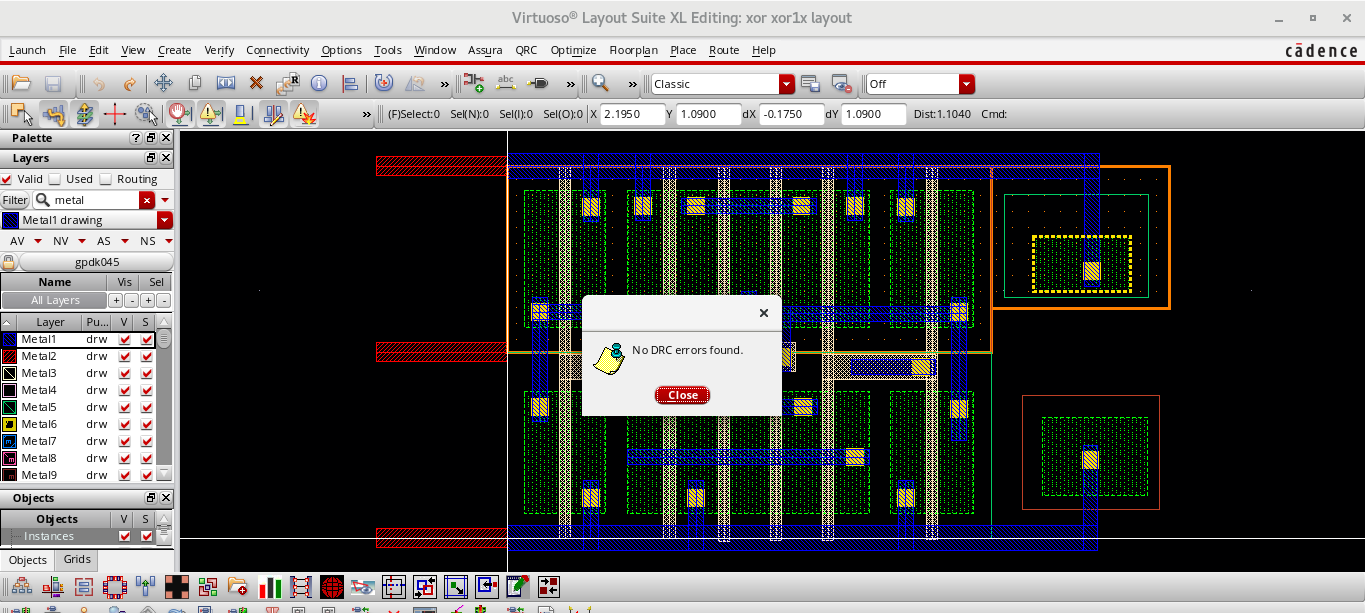 Virtuoso® Layout Suite XL Editing: xor xor1x layout
Launch File Edit View Create Verify Connectivity Options Tools Window Assura QRC Optimize Floorplan Place Route Help
cādence
» abc » » Classic Off
» (F)Select:0 Sel(N):0 Sel(I):0 Sel(O):0 X 2.1950 Y 1.0900 dX -0.1750 dY 1.0900 Dist:1.1040 Cmd:
Palette
Layers
Valid Used Routing
Filter metal
Metal1 drawing
AV NV AS NS
gpdk045
Name Vis Sel
All Layers + - + -
Layer Pu... V S
Metal1 drw
Metal2 drw
Metal3 drw
Metal4 drw
Metal5 drw
Metal6 drw
Metal7 drw
Metal8 drw
Metal9 drw
Objects
Objects V S
Instances
Objects Grids
No DRC errors found.
Close